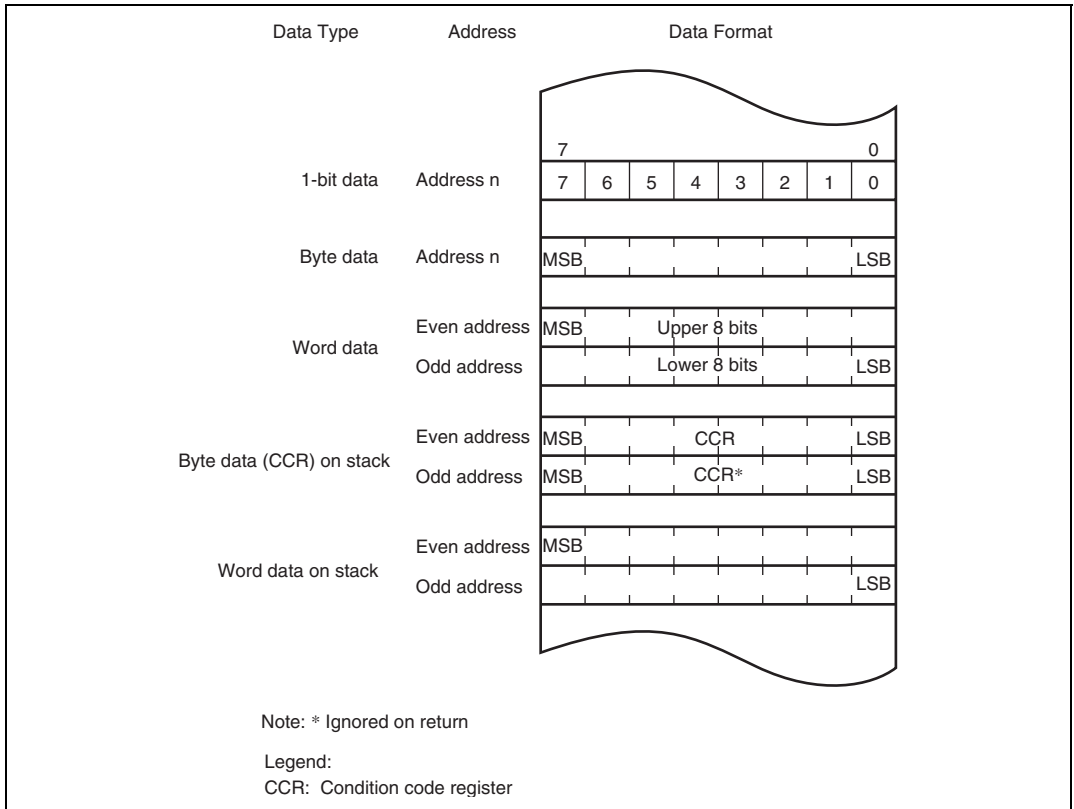 Data Type Address Data Format
7 0
1-bit data Address n 7 6 5 4 3 2 1 0
Byte data Address n MSB LSB
Word data
Even address MSB Upper 8 bits
Odd address Lower 8 bits LSB
Byte data (CCR) on stack
Even address MSB CCR LSB
Odd address MSB CCR* LSB
Word data on stack
Even address MSB
Odd address LSB
Note: * Ignored on return
Legend:
CCR: Condition code register